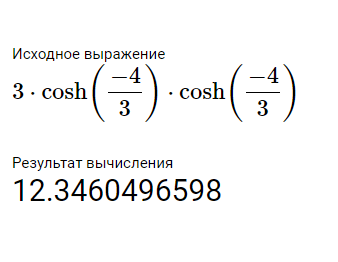 Исходное выражение
3 · cosh(−4/3) · cosh(−4/3)
Результат вычисления
12.3460496598